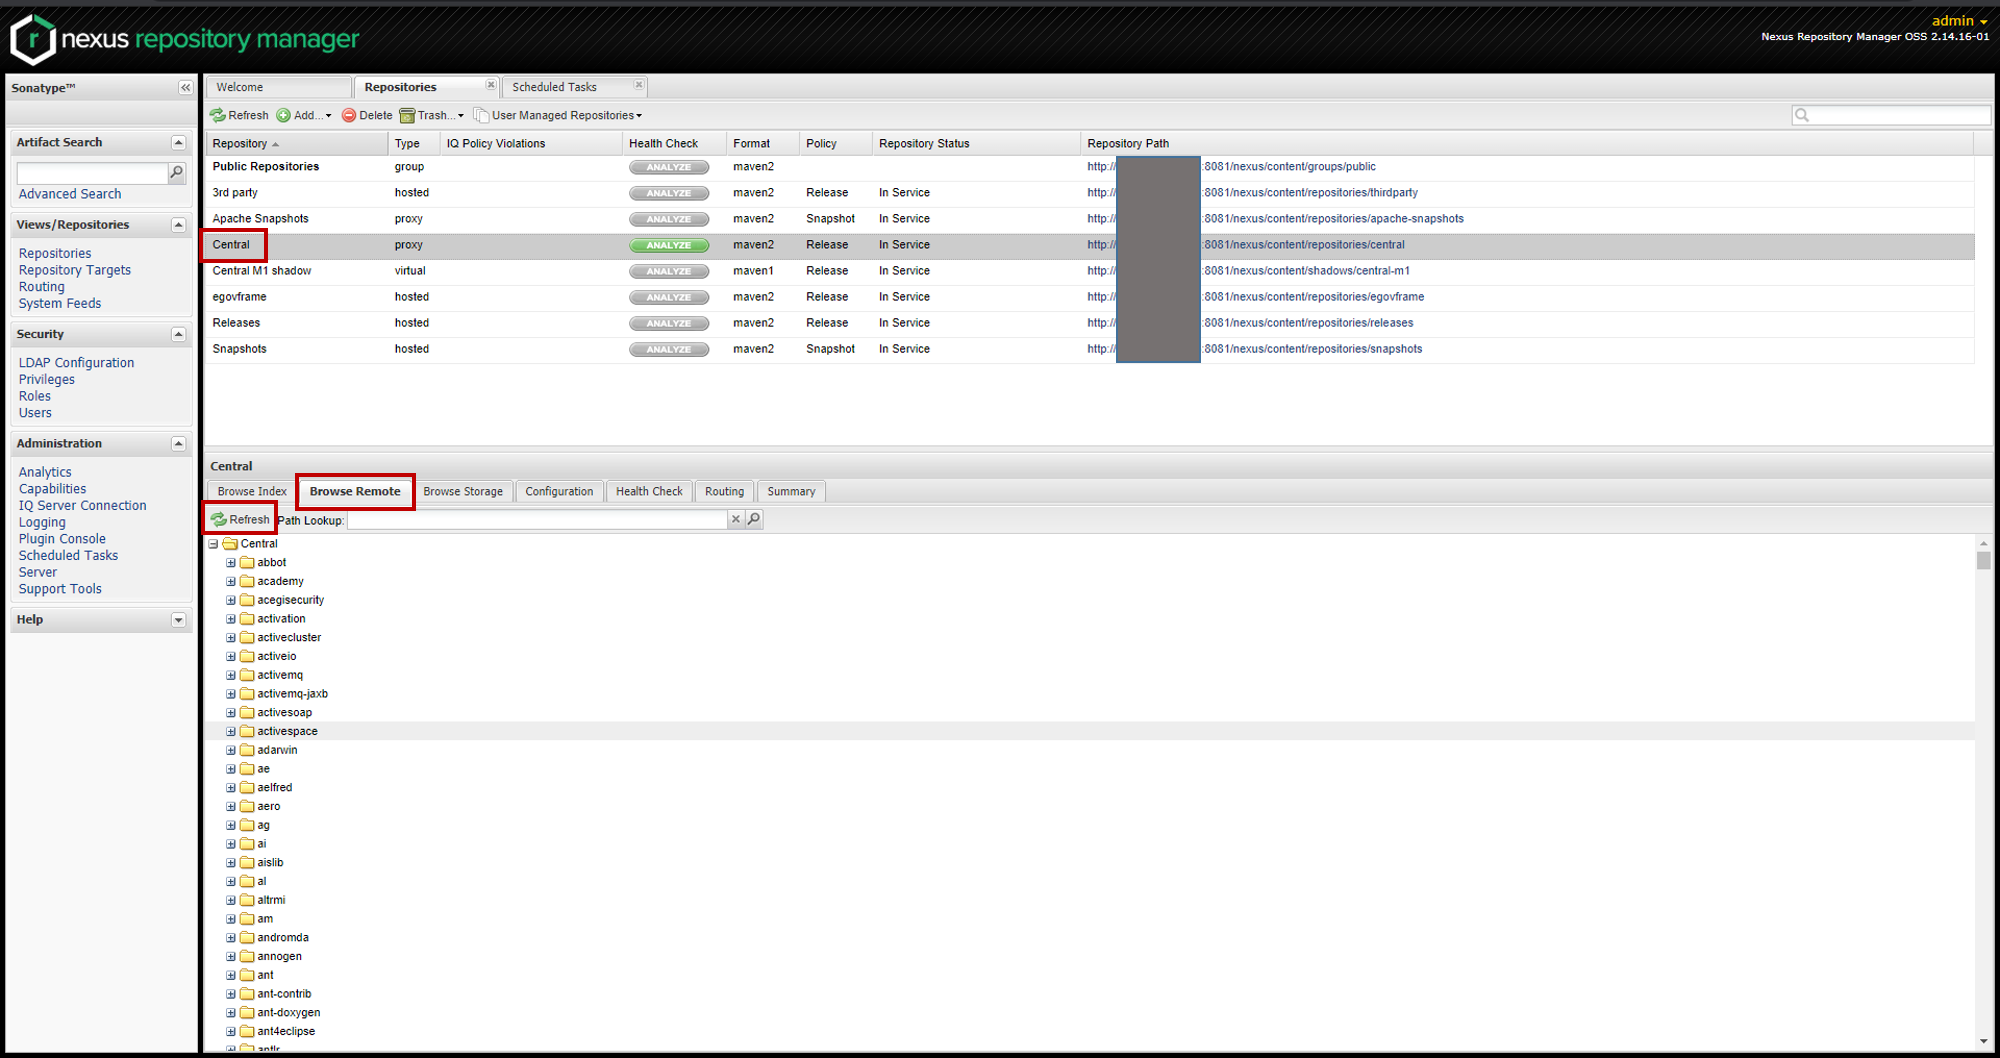 admin
nexus repository manager
Nexus Repository Manager OSS 2.14.16-01
Sonatype™
Welcome
Repositories
Scheduled Tasks
Refresh Add... Delete Trash... User Managed Repositories
Artifact Search
Advanced Search
Views/Repositories
Repositories
Repository Targets
Routing
System Feeds
Security
LDAP Configuration
Privileges
Roles
Users
Administration
Analytics
Capabilities
IQ Server Connection
Logging
Plugin Console
Scheduled Tasks
Server
Support Tools
Help
Repository Type IQ Policy Violations Health Check Format Policy Repository Status Repository Path
Public Repositories group ANALYZE maven2 http:// :8081/nexus/content/groups/public
3rd party hosted ANALYZE maven2 Release In Service http:// :8081/nexus/content/repositories/thirdparty
Apache Snapshots proxy ANALYZE maven2 Snapshot In Service http:// :8081/nexus/content/repositories/apache-snapshots
Central proxy ANALYZE maven2 Release In Service http:// :8081/nexus/content/repositories/central
Central M1 shadow virtual ANALYZE maven1 Release In Service http:// :8081/nexus/content/shadows/central-m1
egovframe hosted ANALYZE maven2 Release In Service http:// :8081/nexus/content/repositories/egovframe
Releases hosted ANALYZE maven2 Release In Service http:// :8081/nexus/content/repositories/releases
Snapshots hosted ANALYZE maven2 Snapshot In Service http:// :8081/nexus/content/repositories/snapshots
Central
Browse Index Browse Remote Browse Storage Configuration Health Check Routing Summary
Refresh Path Lookup:
Central
abbot
academy
acegisecurity
activation
activecluster
activeio
activemq
activemq-jaxb
activesoap
activespace
adarwin
ae
aelfred
aero
ag
ai
aislib
al
altrmi
am
andromda
annogen
ant
ant-contrib
ant-doxygen
ant4eclipse